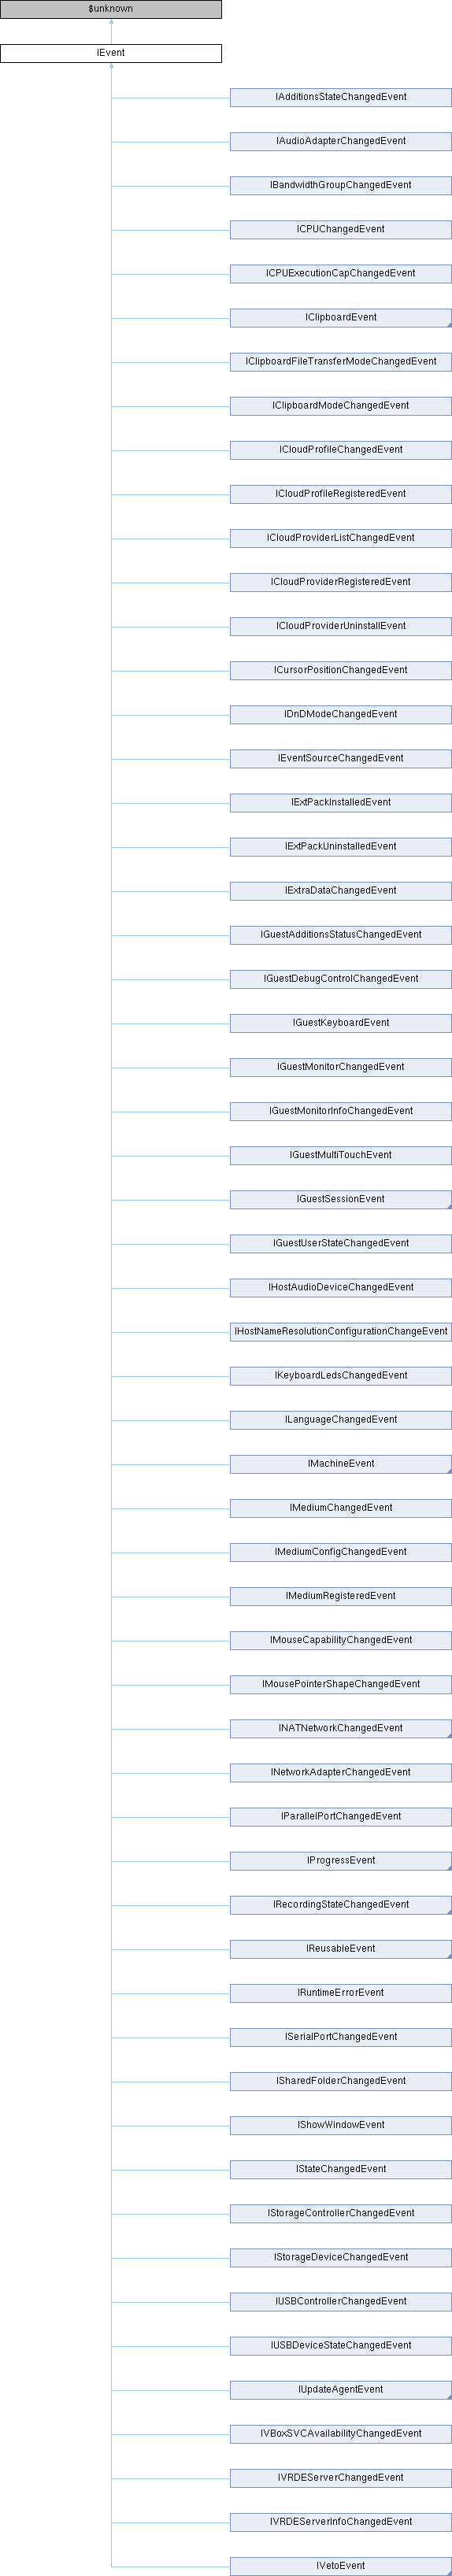 $unknown
IEvent
IAdditionsStateChangedEvent
IAudioAdapterChangedEvent
IBandwidthGroupChangedEvent
ICPUChangedEvent
ICPUExecutionCapChangedEvent
IClipboardEvent
IClipboardFileTransferModeChangedEvent
IClipboardModeChangedEvent
ICloudProfileChangedEvent
ICloudProfileRegisteredEvent
ICloudProviderListChangedEvent
ICloudProviderRegisteredEvent
ICloudProviderUninstallEvent
ICursorPositionChangedEvent
IDnDModeChangedEvent
IEventSourceChangedEvent
IExtPackInstalledEvent
IExtPackUninstalledEvent
IExtraDataChangedEvent
IGuestAdditionsStatusChangedEvent
IGuestDebugControlChangedEvent
IGuestKeyboardEvent
IGuestMonitorChangedEvent
IGuestMonitorInfoChangedEvent
IGuestMultiTouchEvent
IGuestSessionEvent
IGuestUserStateChangedEvent
IHostAudioDeviceChangedEvent
IHostNameResolutionConfigurationChangeEvent
IKeyboardLedsChangedEvent
ILanguageChangedEvent
IMachineEvent
IMediumChangedEvent
IMediumConfigChangedEvent
IMediumRegisteredEvent
IMouseCapabilityChangedEvent
IMousePointerShapeChangedEvent
INATNetworkChangedEvent
INetworkAdapterChangedEvent
IParallelPortChangedEvent
IProgressEvent
IRecordingStateChangedEvent
IReusableEvent
IRuntimeErrorEvent
ISerialPortChangedEvent
ISharedFolderChangedEvent
IShowWindowEvent
IStateChangedEvent
IStorageControllerChangedEvent
IStorageDeviceChangedEvent
IUSBControllerChangedEvent
IUSBDeviceStateChangedEvent
IUpdateAgentEvent
IVBoxSVCAvailabilityChangedEvent
IVRDEServerChangedEvent
IVRDEServerInfoChangedEvent
IVetoEvent